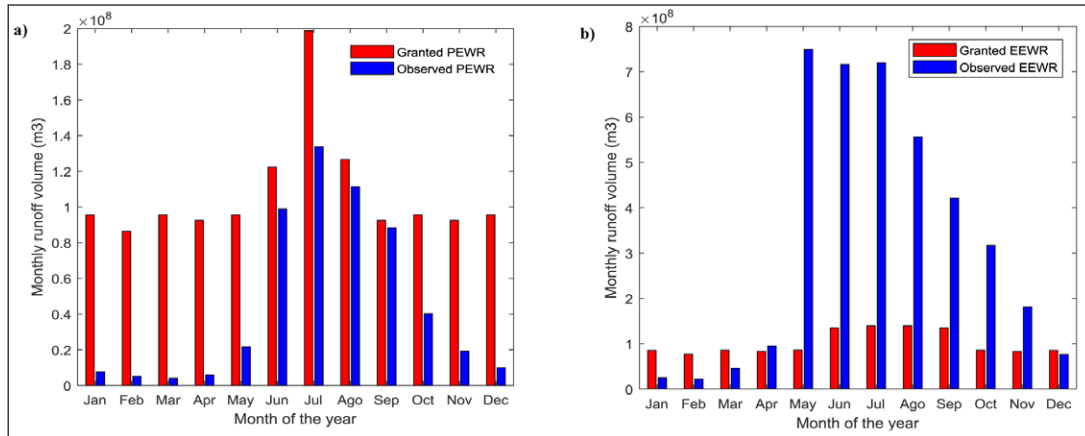 a)
×10^8
2
1.8
1.6
1.4
1.2
1
0.8
0.6
0.4
0.2
0
Monthly runoff volume (m3)
Granted PEWR
Observed PEWR
Jan Feb Mar Apr May Jun Jul Ago Sep Oct Nov Dec
Month of the year
b)
×10^8
8
7
6
5
4
3
2
1
0
Monthly runoff volume (m3)
Granted EEWR
Observed EEWR
Jan Feb Mar Apr May Jun Jul Ago Sep Oct Nov Dec
Month of the year